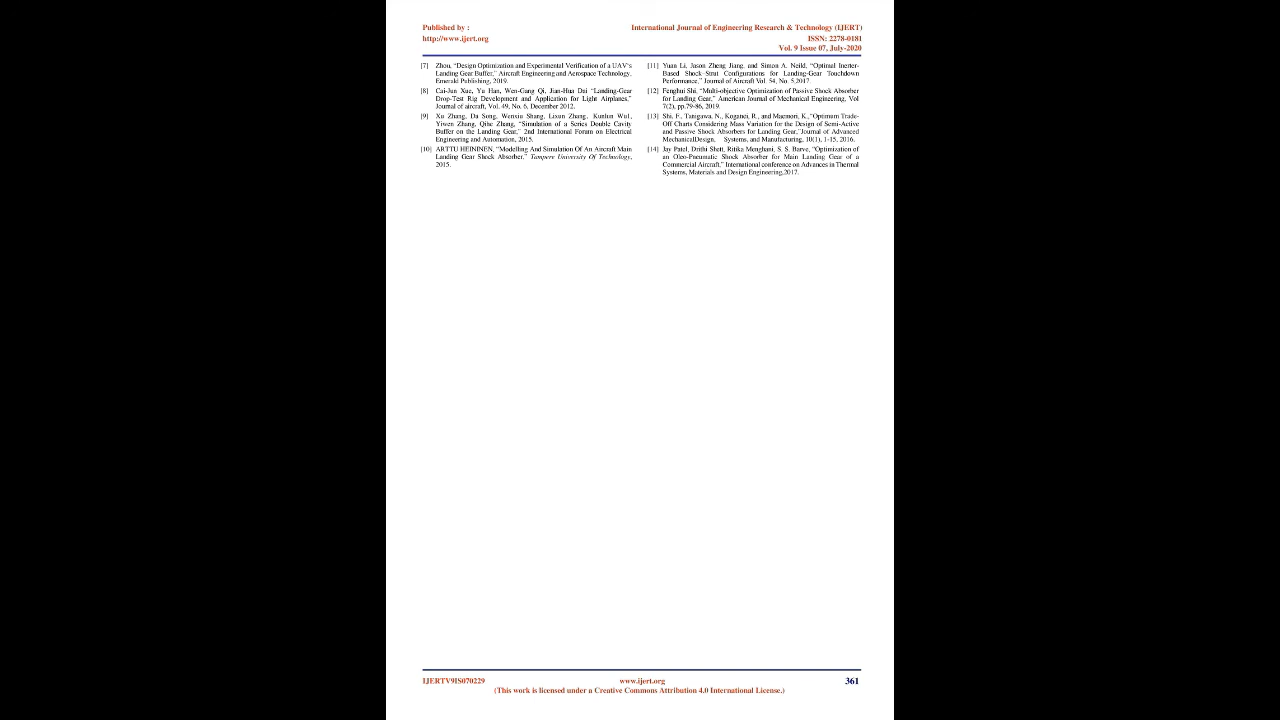 Published by :
http://www.ijert.org
International Journal of Engineering Research & Technology (IJERT)
ISSN: 2278-0181
Vol. 9 Issue 07, July-2020
[7] Zhou, “Design Optimization and Experimental Verification of a UAV’s
Landing Gear Buffer,” Aircraft Engineering and Aerospace Technology,
Emerald Publishing, 2019.
[8] Cai-Jun Xue, Yu Han, Wen-Gang Qi, Jian-Hua Dai “Landing-Gear
Drop-Test Rig Development and Application for Light Airplanes,”
Journal of aircraft, Vol. 49, No. 6, December 2012.
[9] Xu Zhang, Da Song, Wenxiu Shang, Lixun Zhang, Kunlun Wu1,
Yiwen Zhang, Qihe Zhang, “Simulation of a Series Double Cavity
Buffer on the Landing Gear,” 2nd International Forum on Electrical
Engineering and Automation, 2015.
[10] ARTTU HEININEN, “Modelling And Simulation Of An Aircraft Main
Landing Gear Shock Absorber,” Tampere University Of Technology,
2015.
[11] Yuan Li, Jason Zheng Jiang, and Simon A. Neild, “Optimal Inerter-
Based Shock–Strut Configurations for Landing-Gear Touchdown
Performance,” Journal of Aircraft Vol. 54, No. 5,2017.
[12] Fenghui Shi, “Multi-objective Optimization of Passive Shock Absorber
for Landing Gear,” American Journal of Mechanical Engineering, Vol
7(2), pp.79-86, 2019.
[13] Shi, F., Tanigawa, N., Koganei, R., and Maemori, K.,“Optimum Trade-
Off Charts Considering Mass Variation for the Design of Semi-Active
and Passive Shock Absorbers for Landing Gear,”Journal of Advanced
MechanicalDesign, Systems, and Manufacturing, 10(1), 1-15, 2016.
[14] Jay Patel, Drithi Shett, Ritika Menghani, S. S. Barve, “Optimization of
an Oleo-Pneumatic Shock Absorber for Main Landing Gear of a
Commercial Aircraft,” International conference on Advances in Thermal
Systems, Materials and Design Engineering,2017.
IJERTV9IS070229
www.ijert.org
361
(This work is licensed under a Creative Commons Attribution 4.0 International License.)